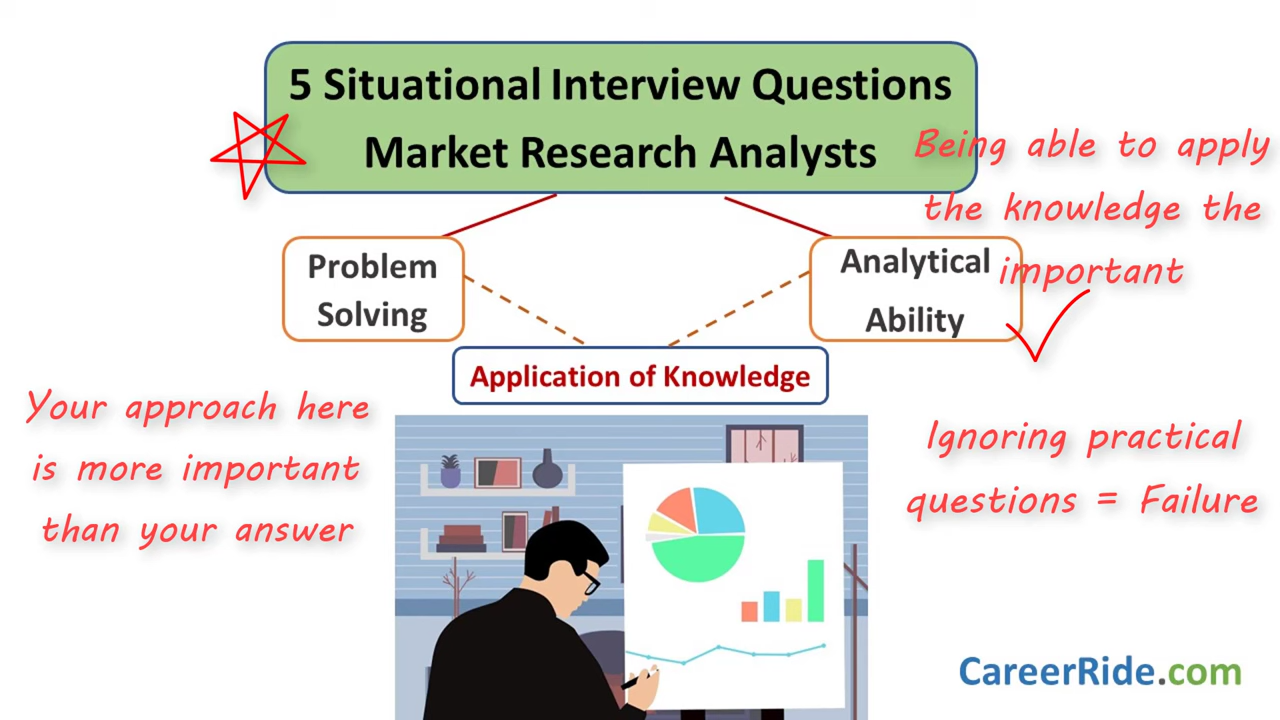 5 Situational Interview Questions
Market Research Analysts
Being able to apply
the knowledge the
important
Problem
Solving
Analytical
Ability
Application of Knowledge
Your approach here
is more important
than your answer
Ignoring practical
questions = Failure
CareerRide.com